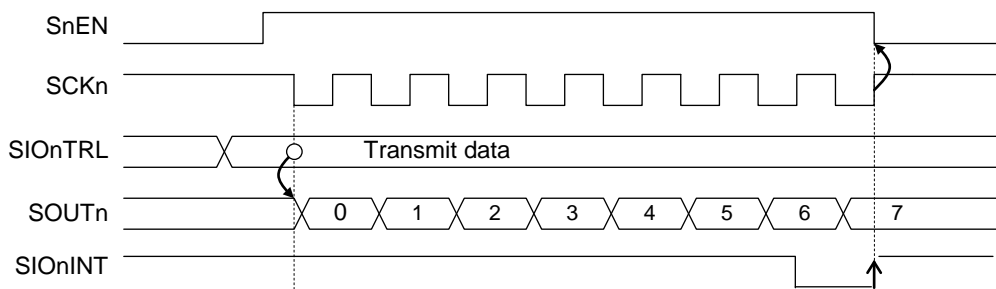 SnEN
SCKn
SIOnTRL Transmit data
SOUTn 0 1 2 3 4 5 6 7
SIOnINT